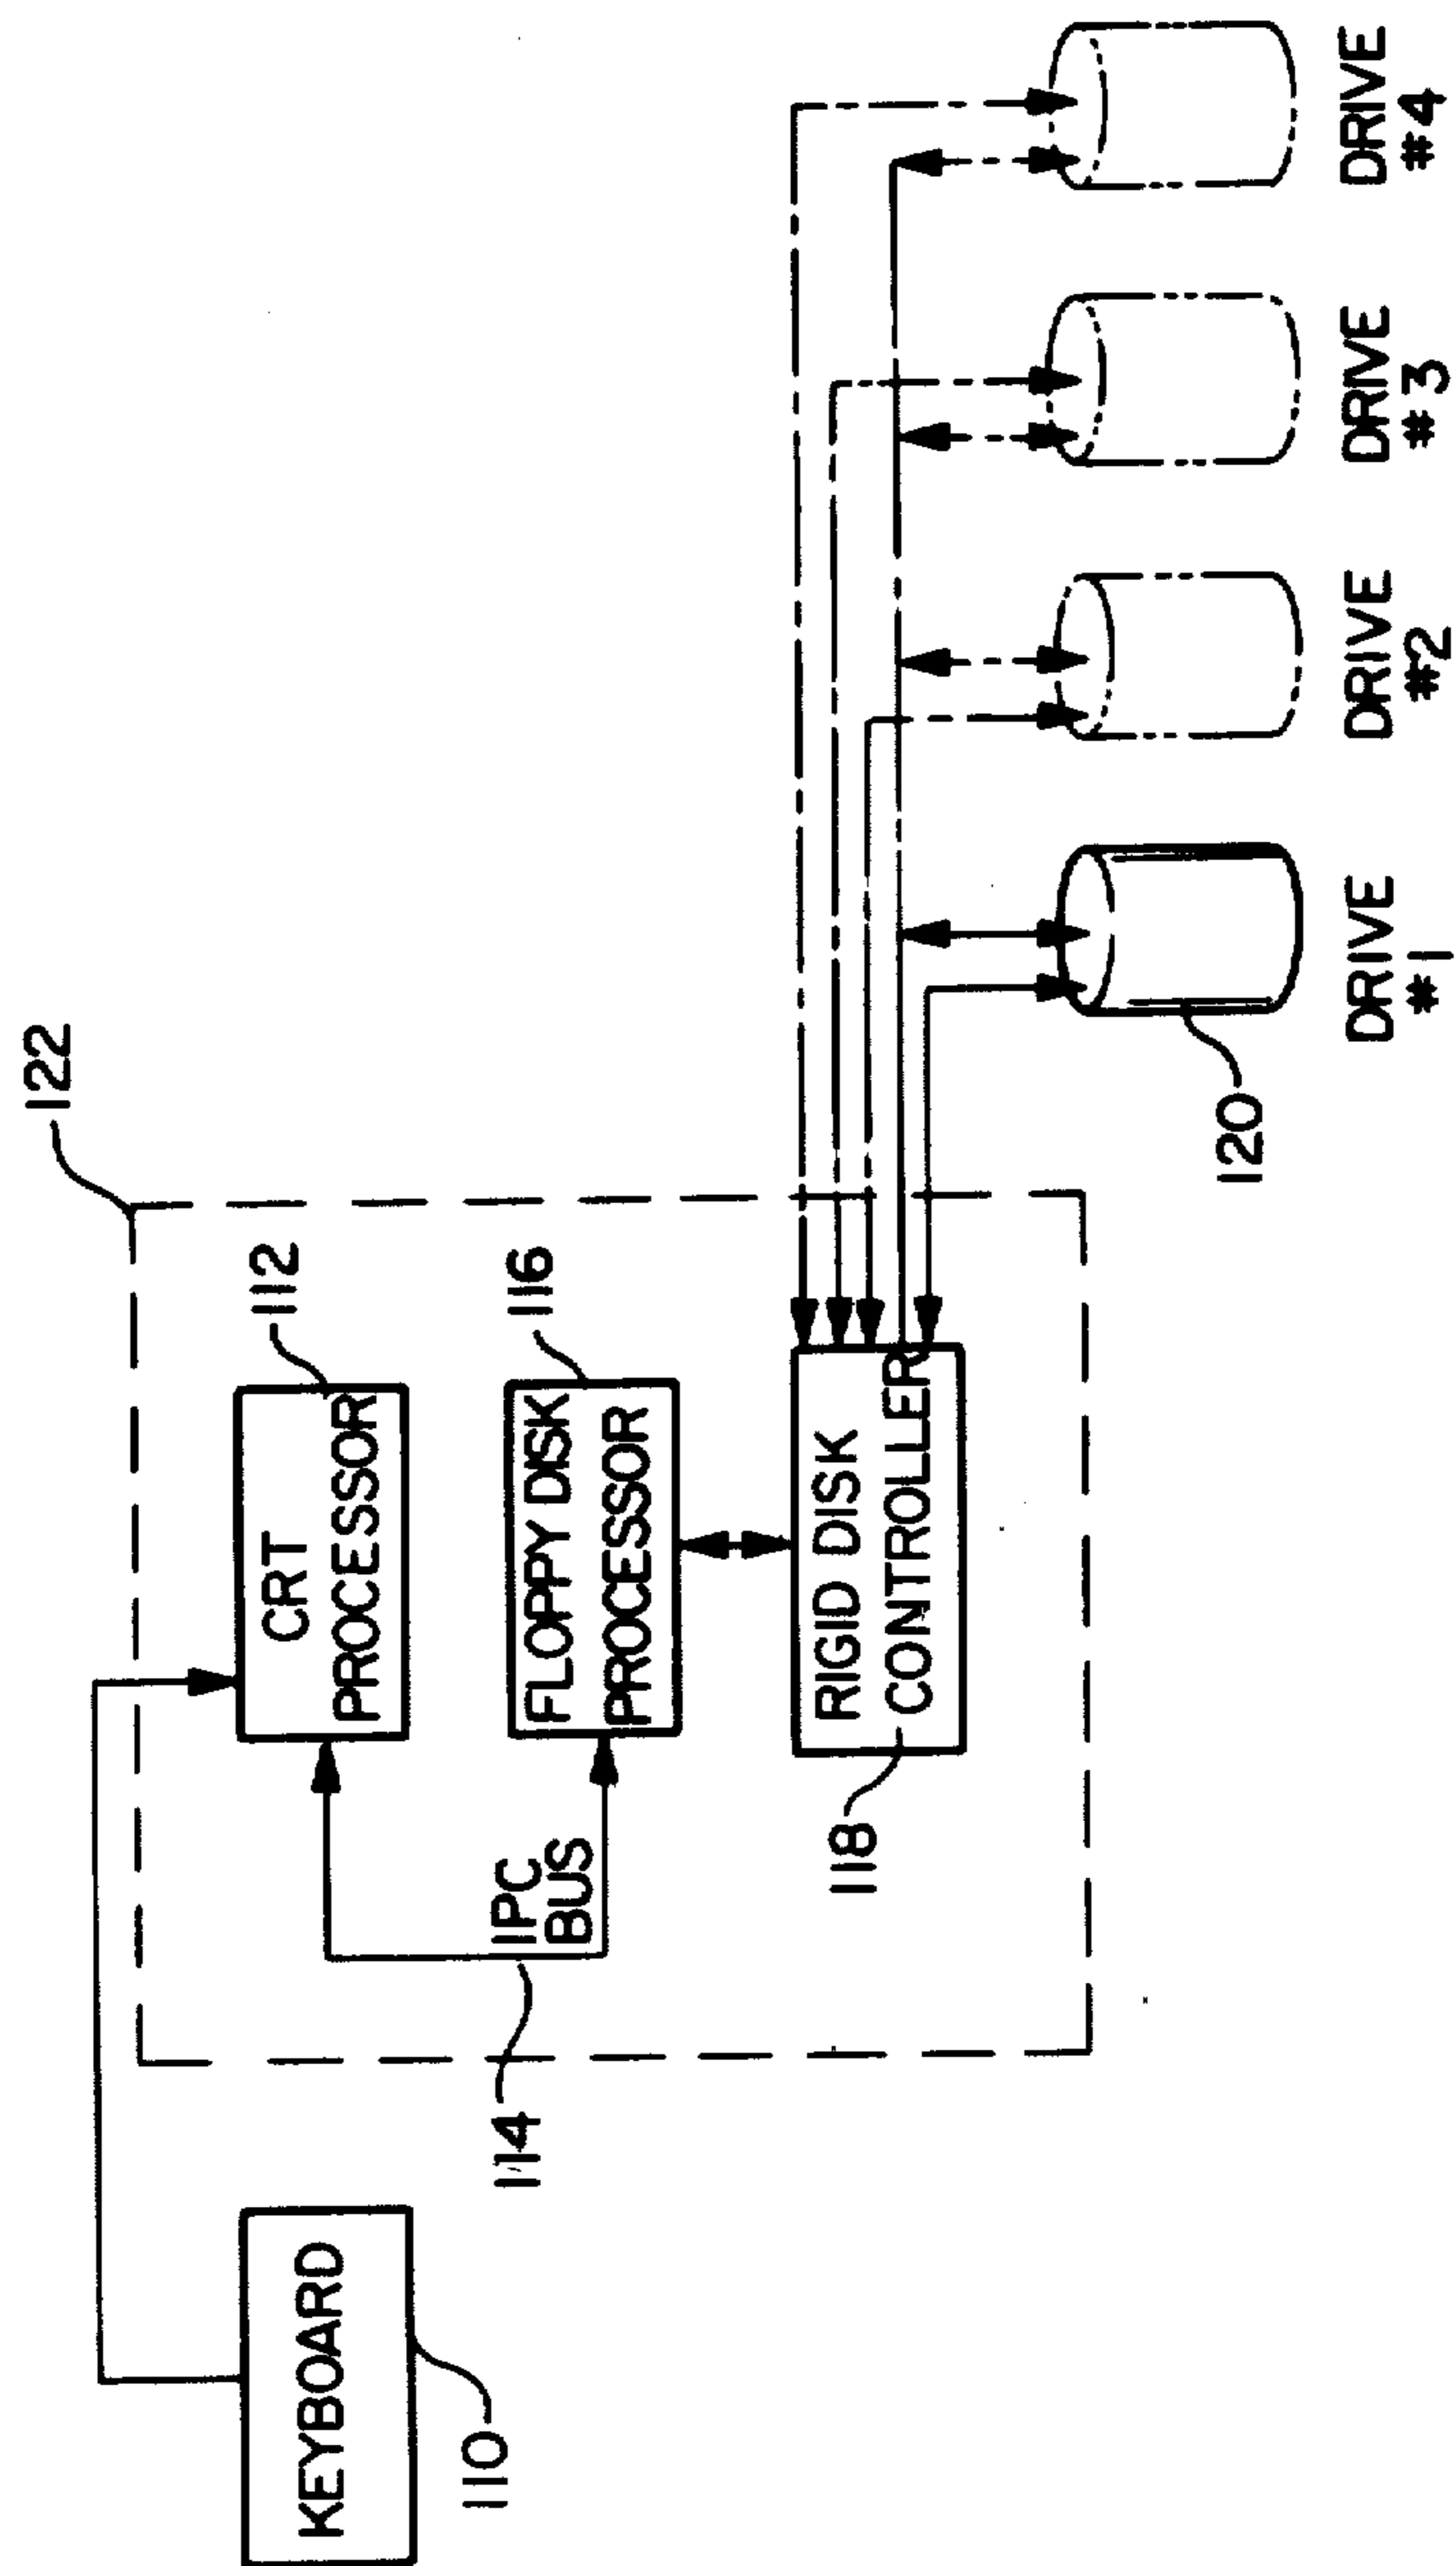 122
KEYBOARD
110
CRT
PROCESSOR
112
IPC
BUS
114
FLOPPY DISK
PROCESSOR
116
RIGID DISK
CONTROLLER
118
120
DRIVE
#1
DRIVE
#2
DRIVE
#3
DRIVE
#4